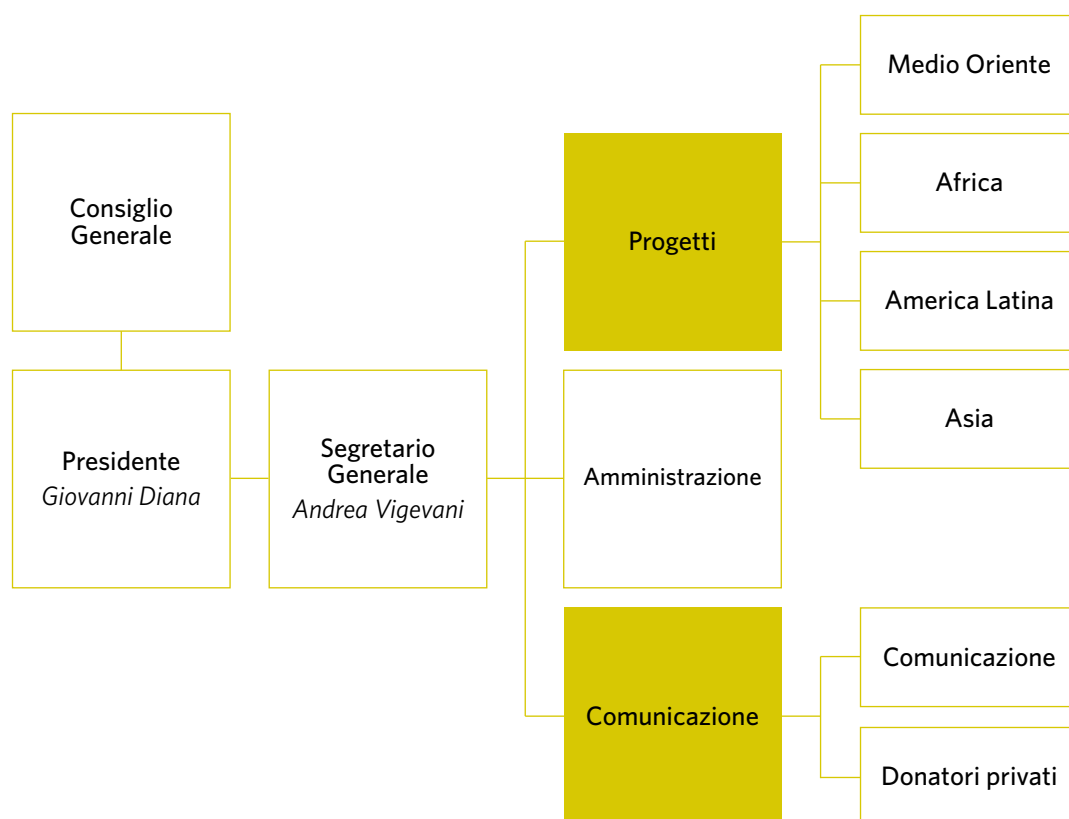 Consiglio
Generale
Presidente
Giovanni Diana
Segretario
Generale
Andrea Vigevani
Progetti
Amministrazione
Comunicazione
Medio Oriente
Africa
America Latina
Asia
Comunicazione
Donatori privati